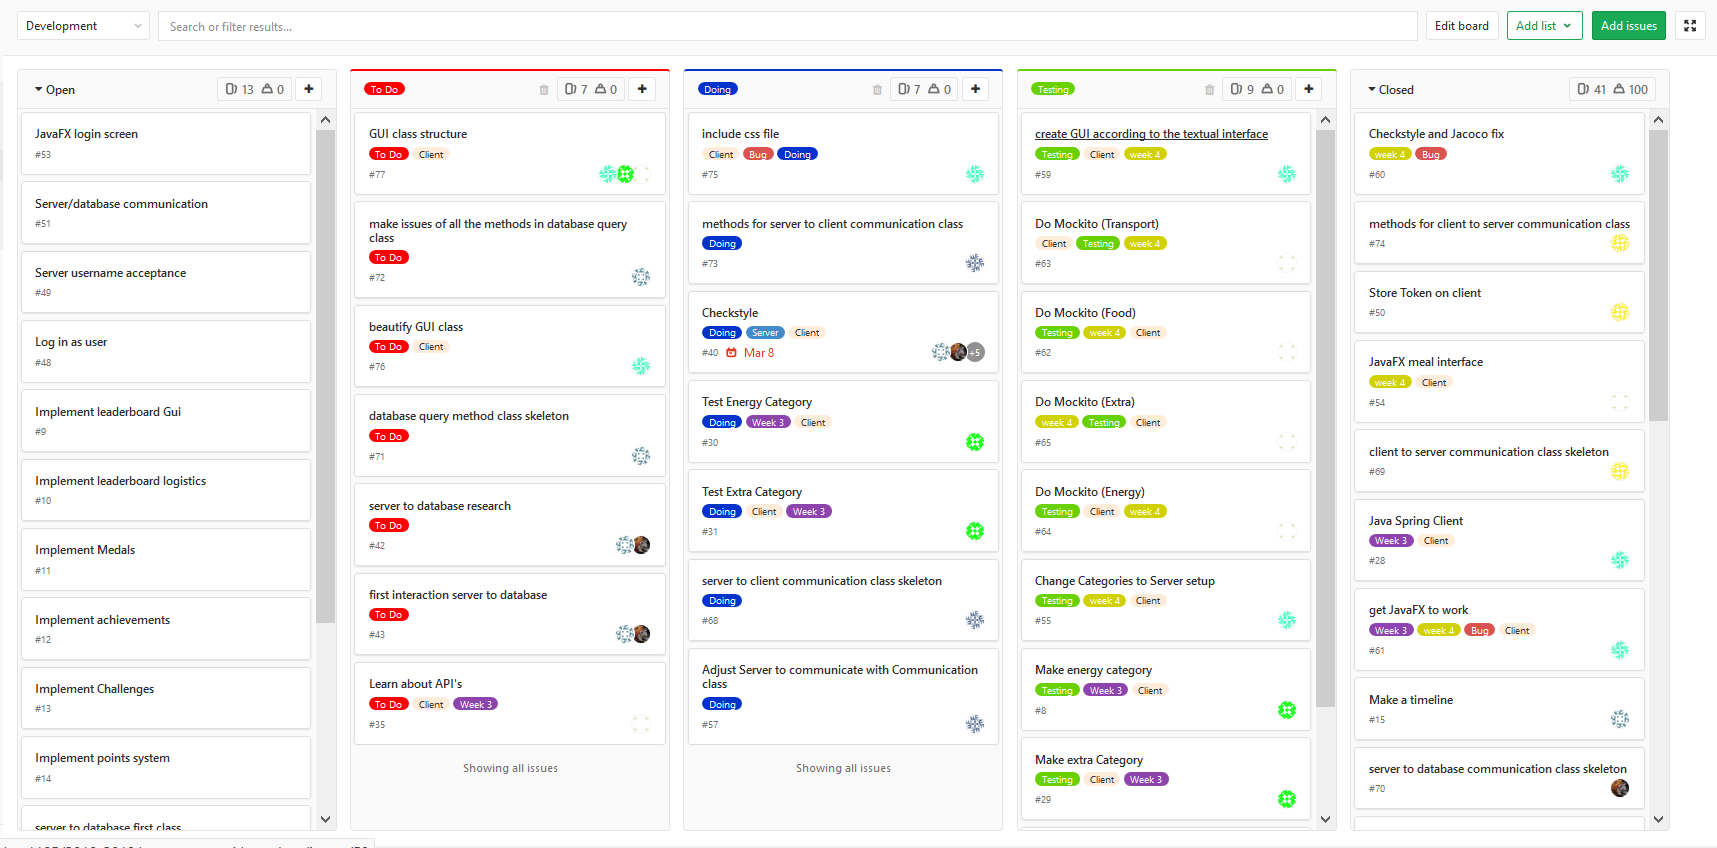 Development
Search or filter results...
Edit board
Add list
Add issues
Open
13
0
JavaFX login screen
#53
Server/database communication
#51
Server username acceptance
#49
Log in as user
#48
Implement leaderboard Gui
#9
Implement leaderboard logistics
#10
Implement Medals
#11
Implement achievements
#12
Implement Challenges
#13
Implement points system
#14
server to database first class
To Do
7
0
GUI class structure
To Do Client
#77
make issues of all the methods in database query
class
To Do
#72
beautify GUI class
To Do Client
#76
database query method class skeleton
To Do
#71
server to database research
To Do
#42
first interaction server to database
To Do
#43
Learn about API's
To Do Client Week 3
#35
Showing all issues
Doing
7
0
include css file
Client Bug Doing
#75
methods for server to client communication class
Doing
#73
Checkstyle
Doing Server Client
#40 Mar 8
+5
Test Energy Category
Doing Week 3 Client
#30
Test Extra Category
Doing Client Week 3
#31
server to client communication class skeleton
Doing
#68
Adjust Server to communicate with Communication
class
Doing
#57
Showing all issues
Testing
9
0
create GUI according to the textual interface
Testing Client week 4
#59
Do Mockito (Transport)
Client Testing week 4
#63
Do Mockito (Food)
Testing week 4 Client
#62
Do Mockito (Extra)
week 4 Testing Client
#65
Do Mockito (Energy)
Testing Client week 4
#64
Change Categories to Server setup
Testing week 4 Client
#55
Make energy category
Testing Week 3 Client
#8
Make extra Category
Testing Client Week 3
#29
Closed
41
100
Checkstyle and Jacoco fix
week 4 Bug
#60
methods for client to server communication class
#74
Store Token on client
#50
JavaFX meal interface
week 4 Client
#54
client to server communication class skeleton
#69
Java Spring Client
Week 3 Client
#28
get JavaFX to work
Week 3 week 4 Bug Client
#61
Make a timeline
#15
server to database communication class skeleton
#70